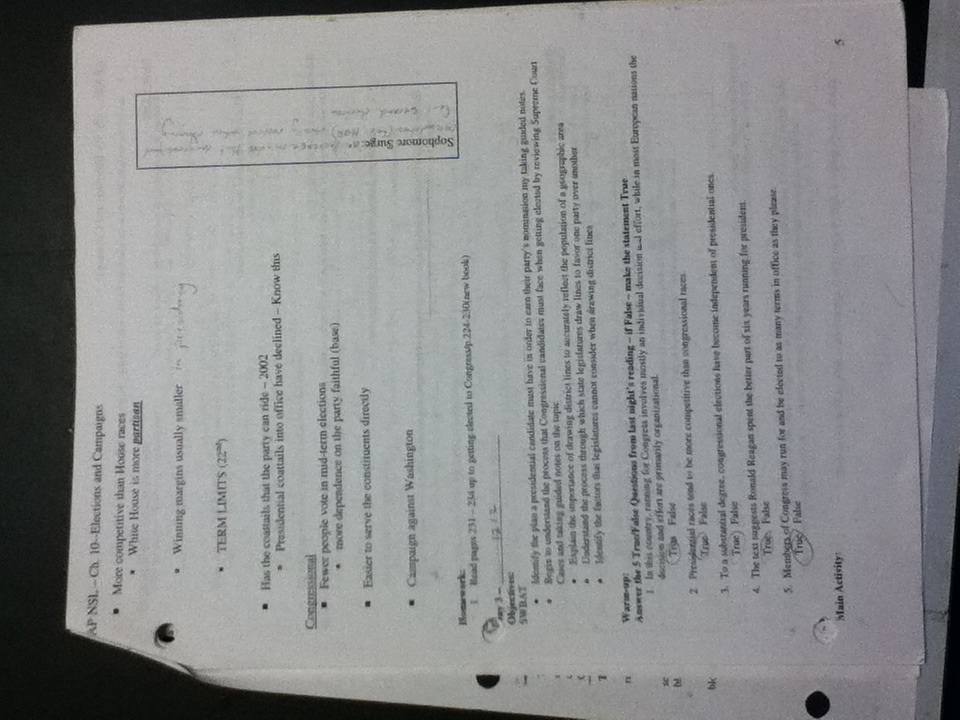 AP NSL – Ch. 10--Elections and Campaigns
▪ More competitive than House races
▪ White House is more partisan
▪ Winning margins usually smaller in presidency
▪ TERM LIMITS (22nd)
▪ Has the coattails that the party can ride – 2002
▪ Presidential coattails into office have declined – Know this
Congressional
▪ Fewer people vote in mid-term elections
▪ more dependence on the party faithful (base)
▪ Easier to serve the constituents directly
▪ Campaign against Washington
Sophomore Surge:
Homework:
1. Read pages 231 – 234 up to getting elected to Congress/p.224-230(new book)
Day 3 – 12/2
Objectives:
SWBAT
• Identify the plan a presidential candidate must have in order to earn their party's nomination my taking guided notes.
• Begin to understand the process that Congressional candidates must face when getting elected by reviewing Supreme Court
Cases and taking guided notes on the topic
• Explain the importance of drawing district lines to accurately reflect the population of a geographic area
• Understand the process through which state legislatures draw lines to favor one party over another
• Identify the factors that legislatures cannot consider when drawing district lines
Warm-up:
Answer the 5 True/False Questions from last night's reading – if False – make the statement True
1. In this country, running for Congress involves mostly an individual decision and effort, while in most European nations the
decision and effort are primarily organizational.
True False
2. Presidential races tend to be more competitive than congressional races.
True False
3. To a substantial degree, congressional elections have become independent of presidential ones.
True False
4. The text suggests Ronald Reagan spent the better part of six years running for president.
True False
5. Members of Congress may run for and be elected to as many terms in office as they please.
True False
Main Activity:
5